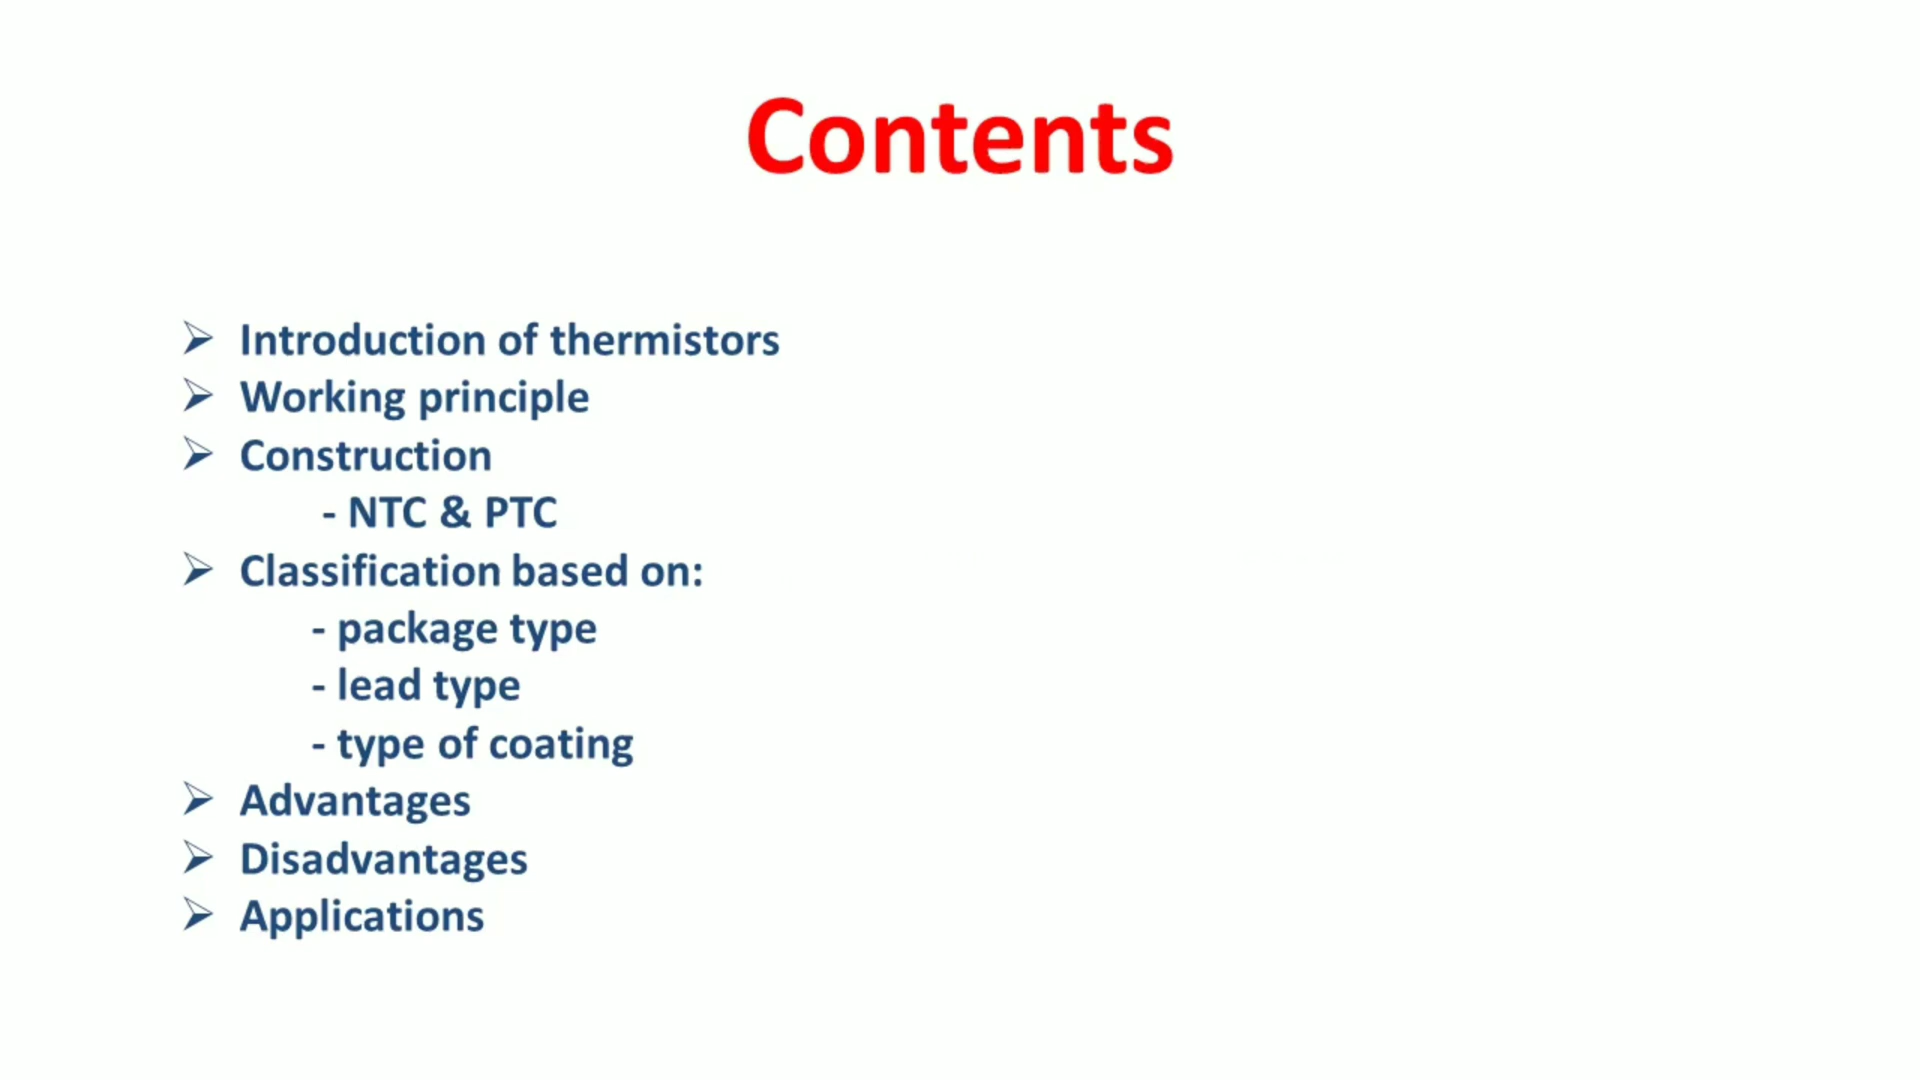 Contents
➢ Introduction of thermistors
➢ Working principle
➢ Construction
- NTC & PTC
➢ Classification based on:
- package type
- lead type
- type of coating
➢ Advantages
➢ Disadvantages
➢ Applications